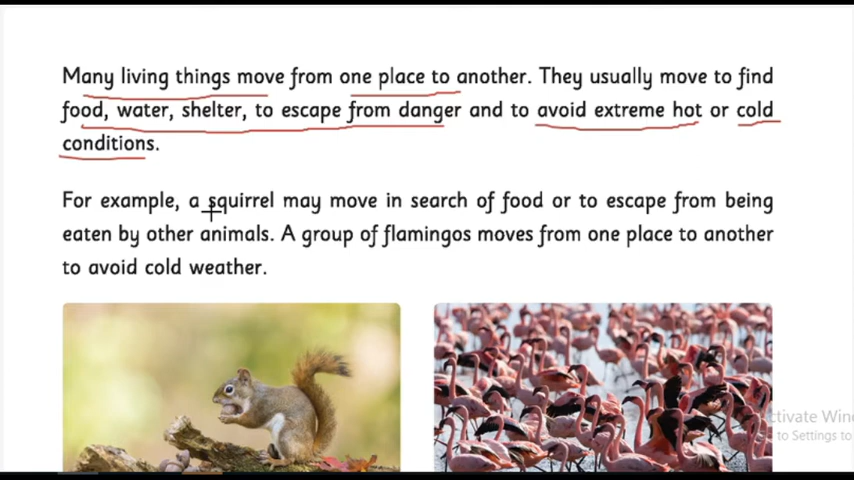 Many living things move from one place to another. They usually move to find
food, water, shelter, to escape from danger and to avoid extreme hot or cold
conditions.
For example, a squirrel may move in search of food or to escape from being
eaten by other animals. A group of flamingos moves from one place to another
to avoid cold weather.
to Settings to